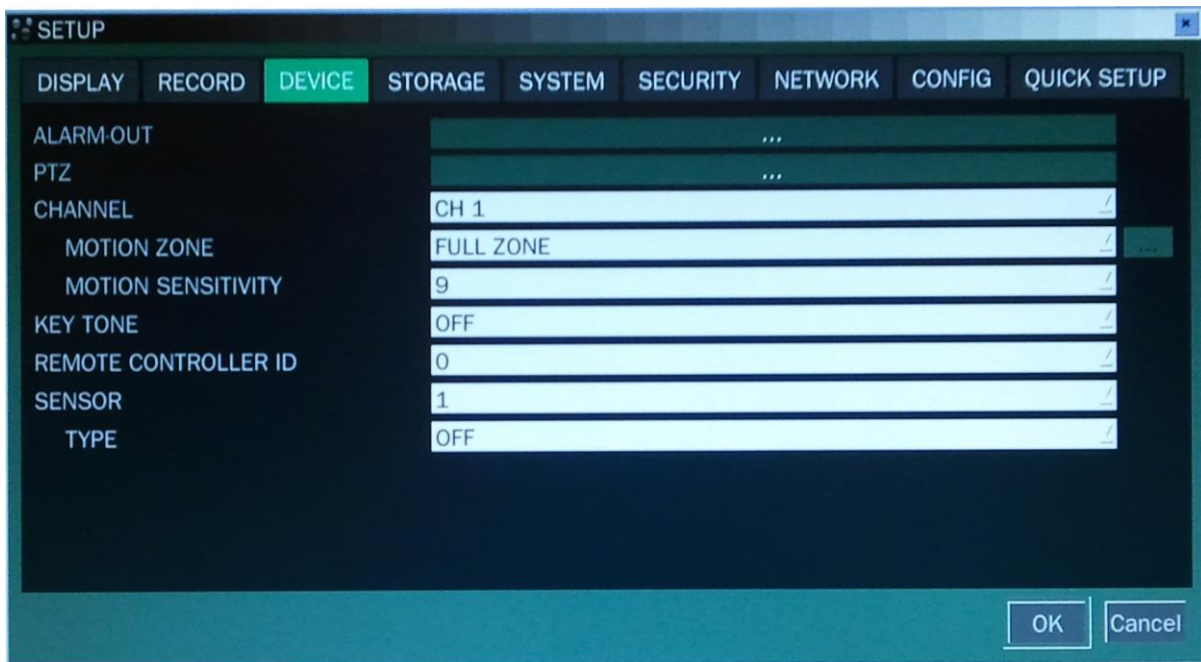 SETUP
DISPLAY RECORD DEVICE STORAGE SYSTEM SECURITY NETWORK CONFIG QUICK SETUP
ALARM-OUT ...
PTZ ...
CHANNEL CH 1
MOTION ZONE FULL ZONE ...
MOTION SENSITIVITY 9
KEY TONE OFF
REMOTE CONTROLLER ID 0
SENSOR 1
TYPE OFF
OK Cancel